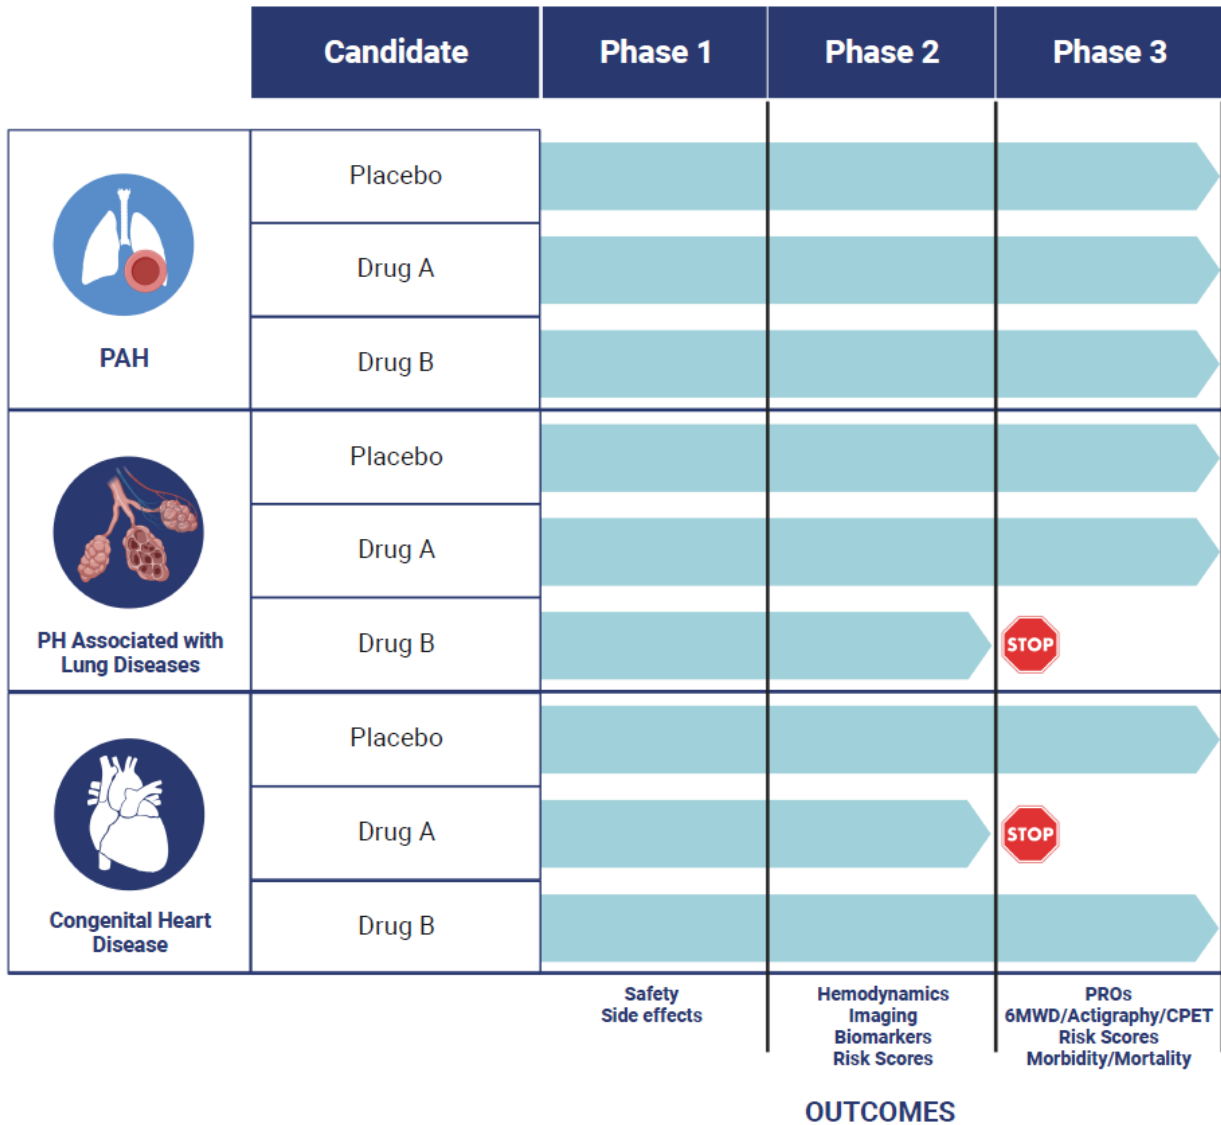 Candidate Phase 1 Phase 2 Phase 3
Placebo
Drug A
Drug B
PAH
Placebo
Drug A
Drug B STOP
PH Associated with
Lung Diseases
Placebo
Drug A STOP
Drug B
Congenital Heart
Disease
Safety
Side effects
Hemodynamics
Imaging
Biomarkers
Risk Scores
PROs
6MWD/Actigraphy/CPET
Risk Scores
Morbidity/Mortality
OUTCOMES